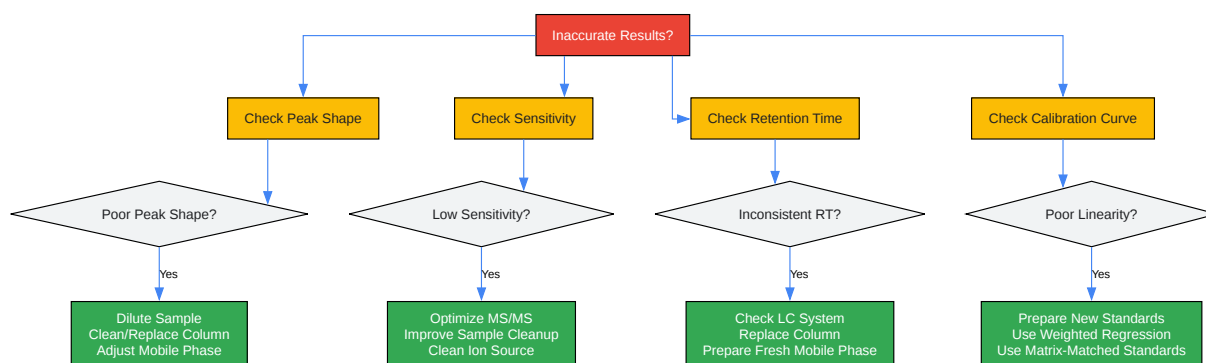 Inaccurate Results?
Check Peak Shape
Check Sensitivity
Check Retention Time
Check Calibration Curve
Poor Peak Shape?
Low Sensitivity?
Inconsistent RT?
Poor Linearity?
Yes
Yes
Yes
Yes
Dilute Sample
Clean/Replace Column
Adjust Mobile Phase
Optimize MS/MS
Improve Sample Cleanup
Clean Ion Source
Check LC System
Replace Column
Prepare Fresh Mobile Phase
Prepare New Standards
Use Weighted Regression
Use Matrix-Matched Standards